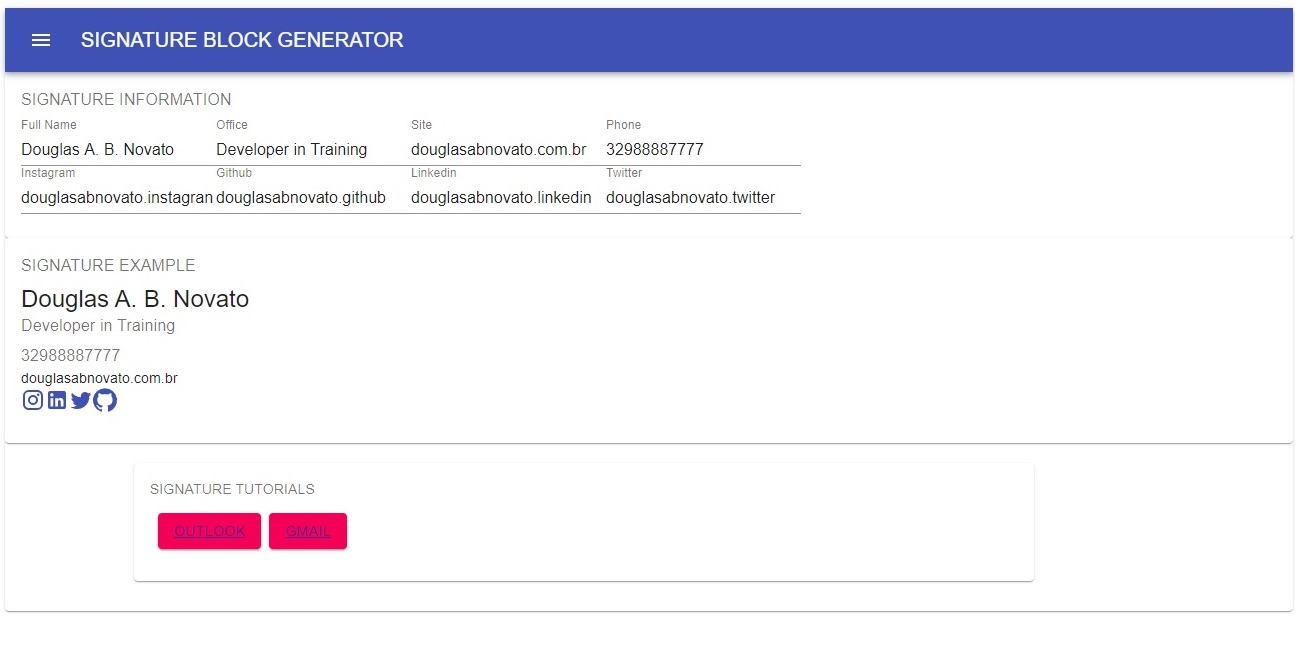 SIGNATURE BLOCK GENERATOR
SIGNATURE INFORMATION
Full Name Office Site Phone
Douglas A. B. Novato Developer in Training douglasabnovato.com.br 32988887777
Instagram Github Linkedin Twitter
douglasabnovato.instagran douglasabnovato.github douglasabnovato.linkedin douglasabnovato.twitter
SIGNATURE EXAMPLE
Douglas A. B. Novato
Developer in Training
32988887777
douglasabnovato.com.br
in
SIGNATURE TUTORIALS
OUTLOOK GMAIL